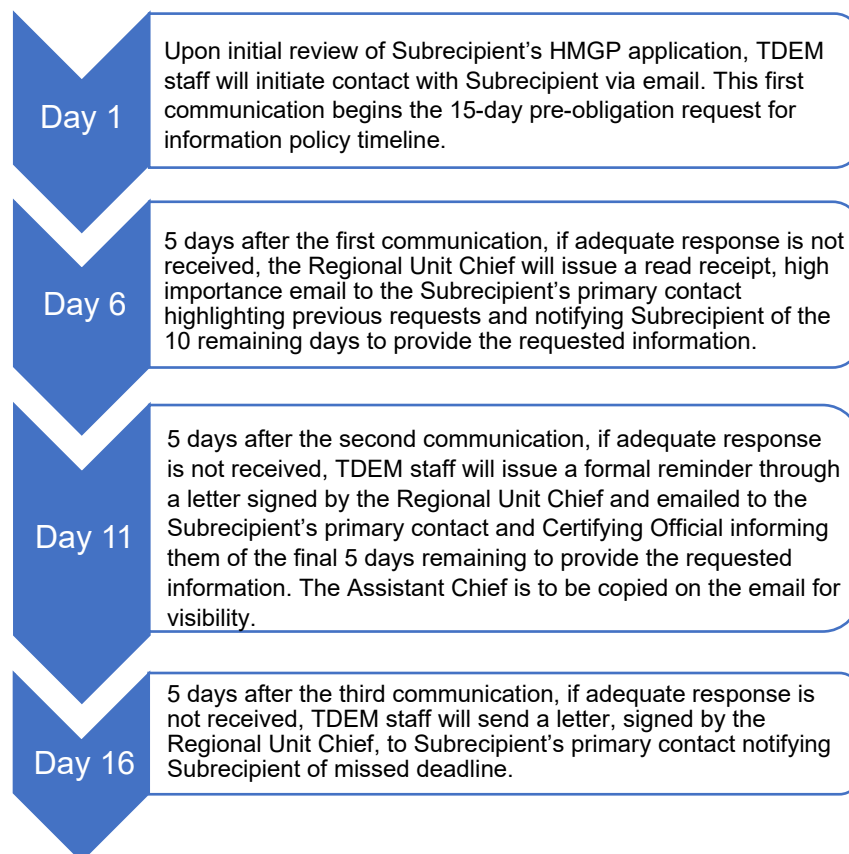 Day 1
Upon initial review of Subrecipient’s HMGP application, TDEM
staff will initiate contact with Subrecipient via email. This first
communication begins the 15-day pre-obligation request for
information policy timeline.
Day 6
5 days after the first communication, if adequate response is not
received, the Regional Unit Chief will issue a read receipt, high
importance email to the Subrecipient’s primary contact
highlighting previous requests and notifying Subrecipient of the
10 remaining days to provide the requested information.
Day 11
5 days after the second communication, if adequate response
is not received, TDEM staff will issue a formal reminder through
a letter signed by the Regional Unit Chief and emailed to the
Subrecipient’s primary contact and Certifying Official informing
them of the final 5 days remaining to provide the requested
information. The Assistant Chief is to be copied on the email for
visibility.
Day 16
5 days after the third communication, if adequate response is
not received, TDEM staff will send a letter, signed by the
Regional Unit Chief, to Subrecipient’s primary contact notifying
Subrecipient of missed deadline.